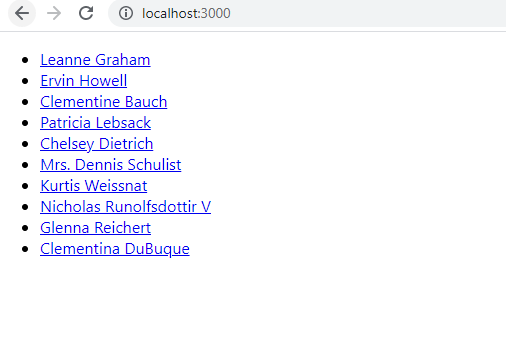 localhost:3000
Leanne Graham
Ervin Howell
Clementine Bauch
Patricia Lebsack
Chelsey Dietrich
Mrs. Dennis Schulist
Kurtis Weissnat
Nicholas Runolfsdottir V
Glenna Reichert
Clementina DuBuque